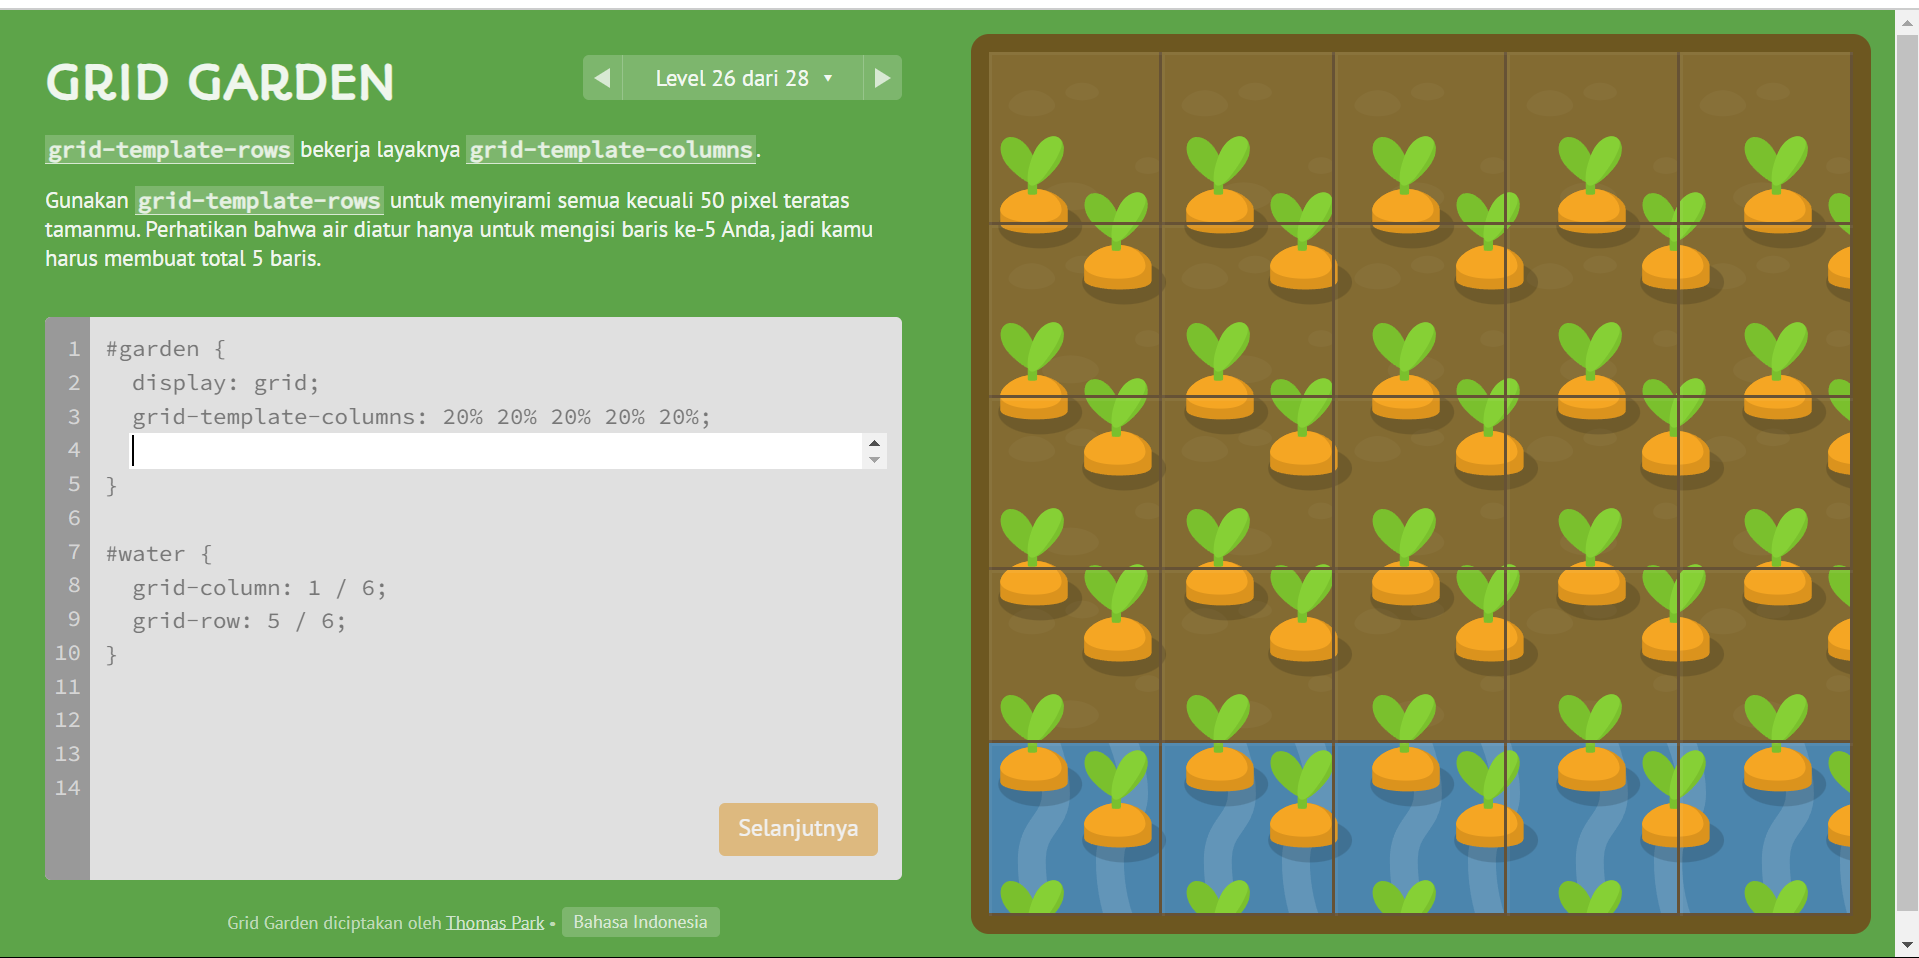 GRID GARDEN
◀ Level 26 dari 28 ▼ ▶
grid-template-rows bekerja layaknya grid-template-columns.
Gunakan grid-template-rows untuk menyirami semua kecuali 50 pixel teratas
tamanmu. Perhatikan bahwa air diatur hanya untuk mengisi baris ke-5 Anda, jadi kamu
harus membuat total 5 baris.
1 #garden {
2 display: grid;
3 grid-template-columns: 20% 20% 20% 20% 20%;
4
5 }
6
7 #water {
8 grid-column: 1 / 6;
9 grid-row: 5 / 6;
10 }
11
12
13
14
Selanjutnya
Grid Garden diciptakan oleh Thomas Park • Bahasa Indonesia